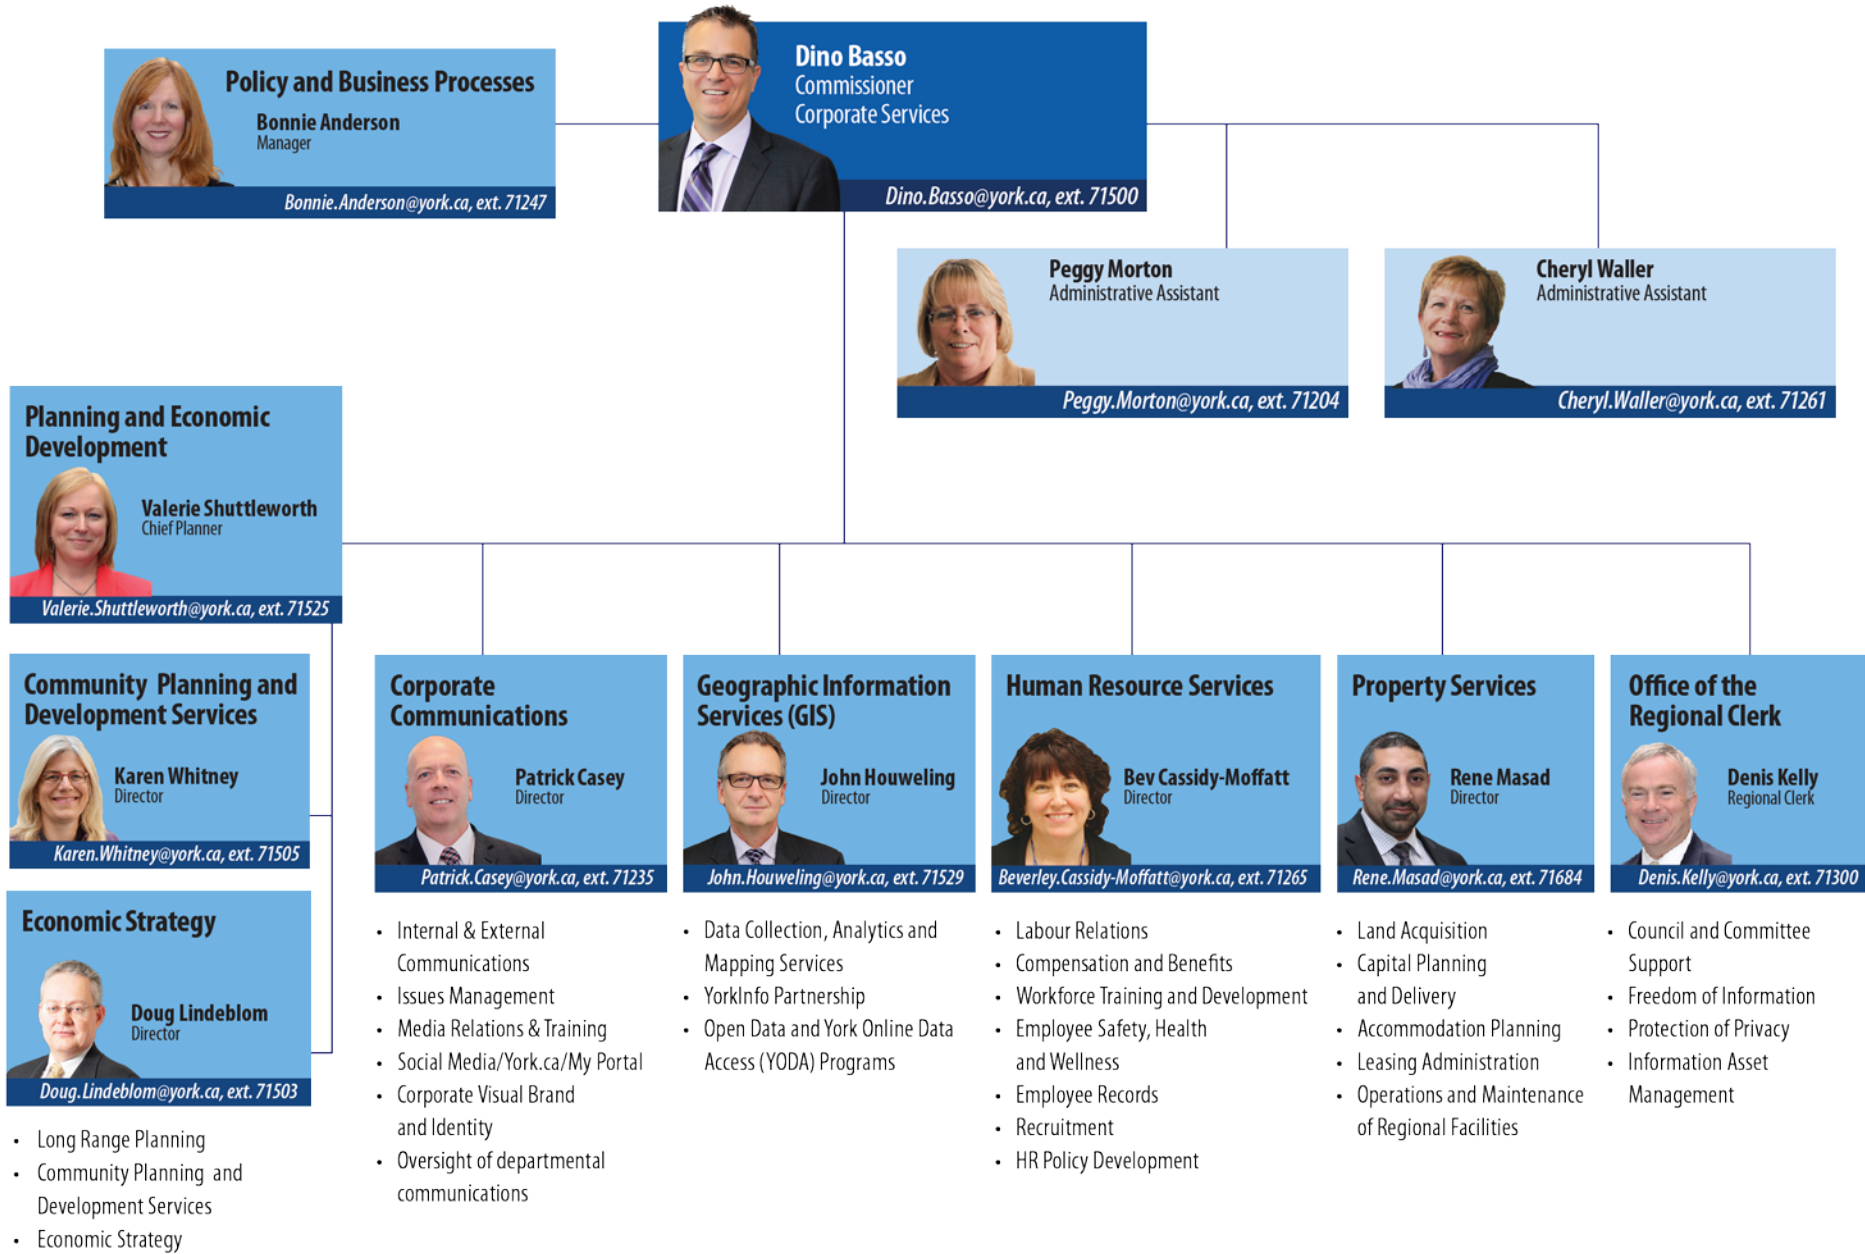 Policy and Business Processes
Bonnie Anderson
Manager
Bonnie.Anderson@york.ca, ext. 71247
Dino Basso
Commissioner
Corporate Services
Dino.Basso@york.ca, ext. 71500
Peggy Morton
Administrative Assistant
Peggy.Morton@york.ca, ext. 71204
Cheryl Waller
Administrative Assistant
Cheryl.Waller@york.ca, ext. 71261
Planning and Economic
Development
Valerie Shuttleworth
Chief Planner
Valerie.Shuttleworth@york.ca, ext. 71525
Community Planning and
Development Services
Karen Whitney
Director
Karen.Whitney@york.ca, ext. 71505
Economic Strategy
Doug Lindeblom
Director
Doug.Lindeblom@york.ca, ext. 71503
• Long Range Planning
• Community Planning and
Development Services
• Economic Strategy
Corporate
Communications
Patrick Casey
Director
Patrick.Casey@york.ca, ext. 71235
• Internal & External
Communications
• Issues Management
• Media Relations & Training
• Social Media/York.ca/My Portal
• Corporate Visual Brand
and Identity
• Oversight of departmental
communications
Geographic Information
Services (GIS)
John Houweling
Director
John.Houweling@york.ca, ext. 71529
• Data Collection, Analytics and
Mapping Services
• YorkInfo Partnership
• Open Data and York Online Data
Access (YODA) Programs
Human Resource Services
Bev Cassidy-Moffatt
Director
Beverley.Cassidy-Moffatt@york.ca, ext. 71265
• Labour Relations
• Compensation and Benefits
• Workforce Training and Development
• Employee Safety, Health
and Wellness
• Employee Records
• Recruitment
• HR Policy Development
Property Services
Rene Masad
Director
Rene.Masad@york.ca, ext. 71684
• Land Acquisition
• Capital Planning
and Delivery
• Accommodation Planning
• Leasing Administration
• Operations and Maintenance
of Regional Facilities
Office of the
Regional Clerk
Denis Kelly
Regional Clerk
Denis.Kelly@york.ca, ext. 71300
• Council and Committee
Support
• Freedom of Information
• Protection of Privacy
• Information Asset
Management